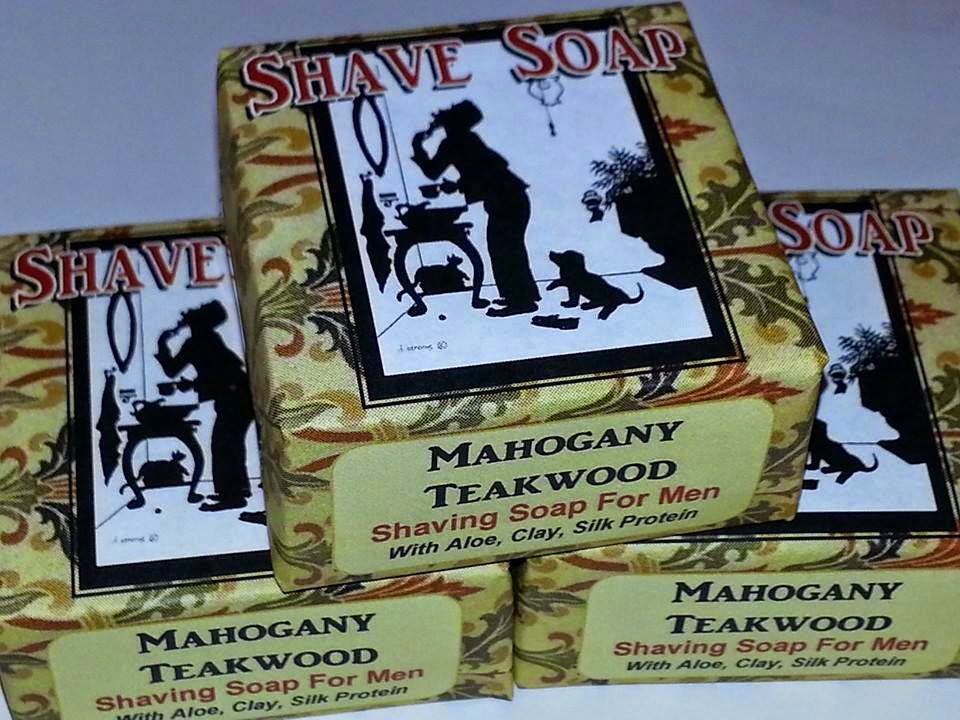 SHAVE SOAP
MAHOGANY
TEAKWOOD
Shaving Soap For Men
With Aloe, Clay, Silk Protein
SHAVE
MAHOGANY
TEAKWOOD
Shaving Soap For Men
With Aloe, Clay, Silk Protein
SOAP
MAHOGANY
TEAKWOOD
Shaving Soap For Men
With Aloe, Clay, Silk Protein